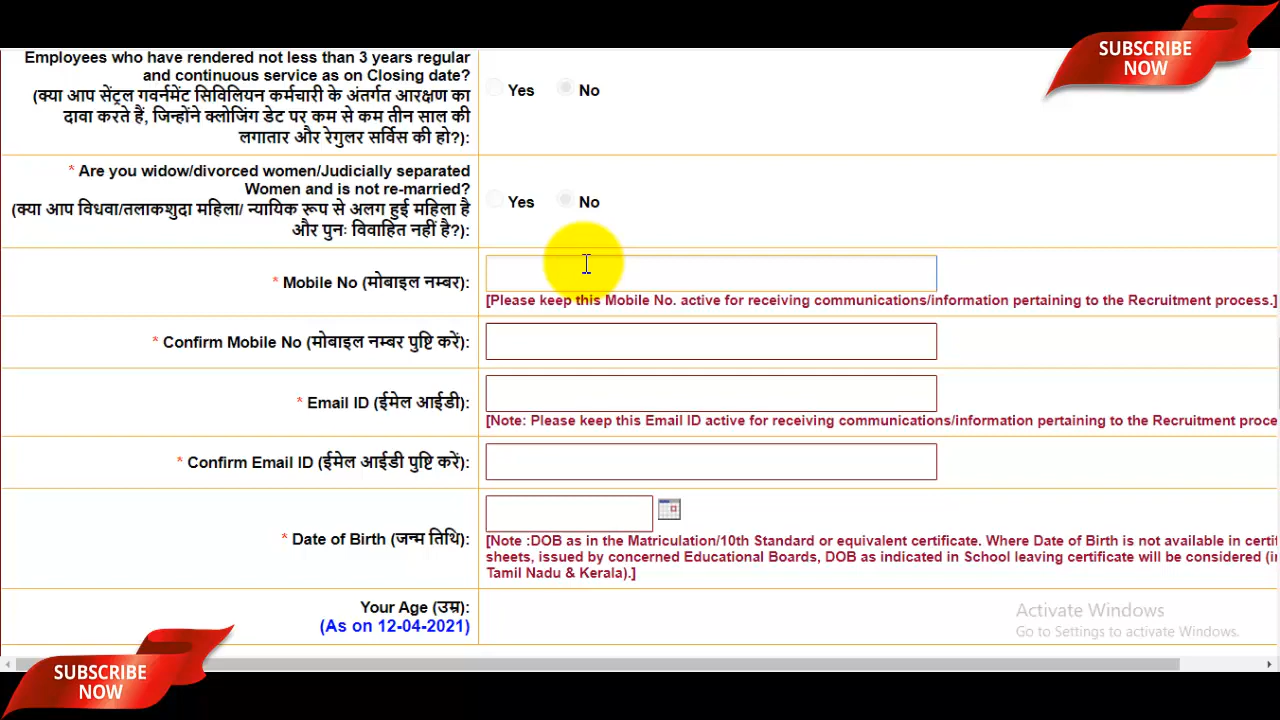 SUBSCRIBE
NOW
Employees who have rendered not less than 3 years regular
and continuous service as on Closing date?
(क्या आप सेंट्रल गवर्नमेंट सिविलियन कर्मचारी के अंतर्गत आरक्षण का
दावा करते हैं, जिन्होंने क्लोजिंग डेट पर कम से कम तीन साल की
लगातार और रेगुलर सर्विस की हो?):
Yes No
* Are you widow/divorced women/Judicially separated
Women and is not re-married?
(क्या आप विधवा/तलाकशुदा महिला/ न्यायिक रूप से अलग हुई महिला है
और पुनः विवाहित नहीं है?):
Yes No
* Mobile No (मोबाइल नम्बर):
[Please keep this Mobile No. active for receiving communications/information pertaining to the Recruitment process.]
* Confirm Mobile No (मोबाइल नम्बर पुष्टि करें):
* Email ID (ईमेल आईडी):
[Note: Please keep this Email ID active for receiving communications/information pertaining to the Recruitment proce
* Confirm Email ID (ईमेल आईडी पुष्टि करें):
* Date of Birth (जन्म तिथि):
[Note :DOB as in the Matriculation/10th Standard or equivalent certificate. Where Date of Birth is not available in certi
sheets, issued by concerned Educational Boards, DOB as indicated in School leaving certificate will be considered (i
Tamil Nadu & Kerala).]
Your Age (उम्र):
(As on 12-04-2021)
Activate Windows
Go to Settings to activate Windows.
SUBSCRIBE
NOW